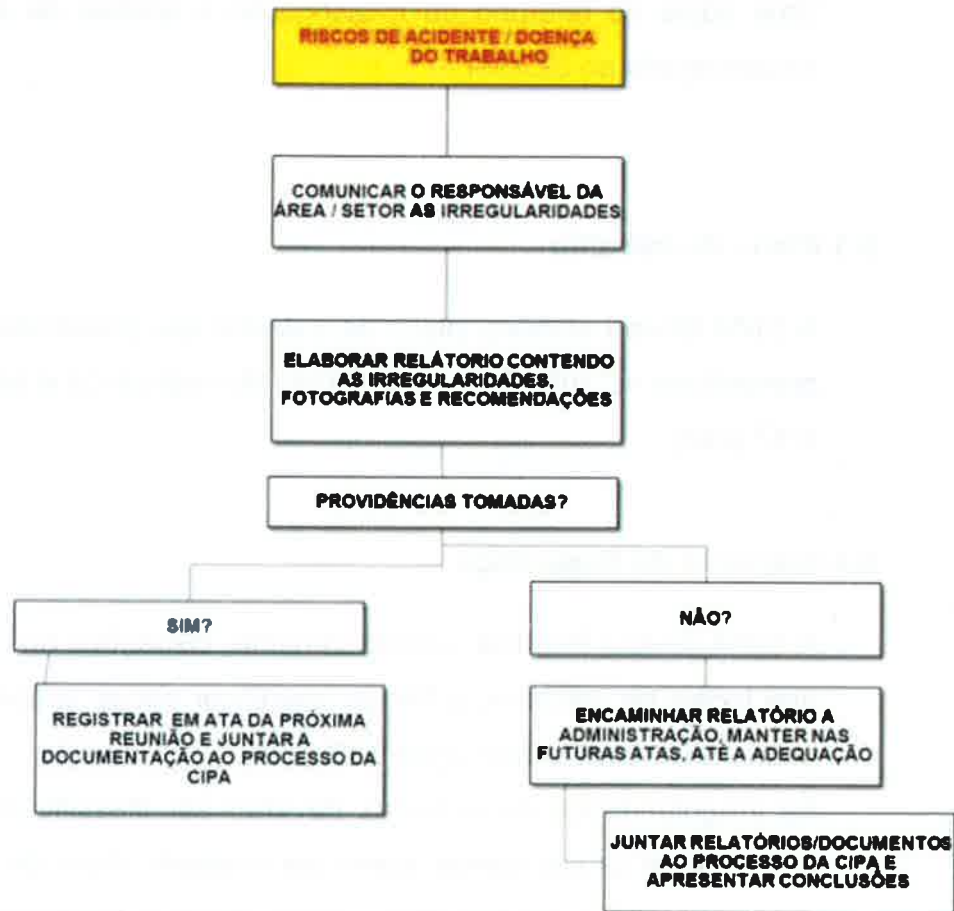 RISCOS DE ACIDENTE / DOENÇA
DO TRABALHO
COMUNICAR O RESPONSÁVEL DA
ÁREA / SETOR AS IRREGULARIDADES
ELABORAR RELÁTORIO CONTENDO
AS IRREGULARIDADES,
FOTOGRAFIAS E RECOMENDAÇÕES
PROVIDÊNCIAS TOMADAS?
SIM?
NÃO?
REGISTRAR EM ATA DA PRÓXIMA
REUNIÃO E JUNTAR A
DOCUMENTAÇÃO AO PROCESSO DA
CIPA
ENCAMINHAR RELATÓRIO A
ADMINISTRAÇÃO, MANTER NAS
FUTURAS ATAS, ATÉ A ADEQUAÇÃO
JUNTAR RELATÓRIOS/DOCUMENTOS
AO PROCESSO DA CIPA E
APRESENTAR CONCLUSÕES